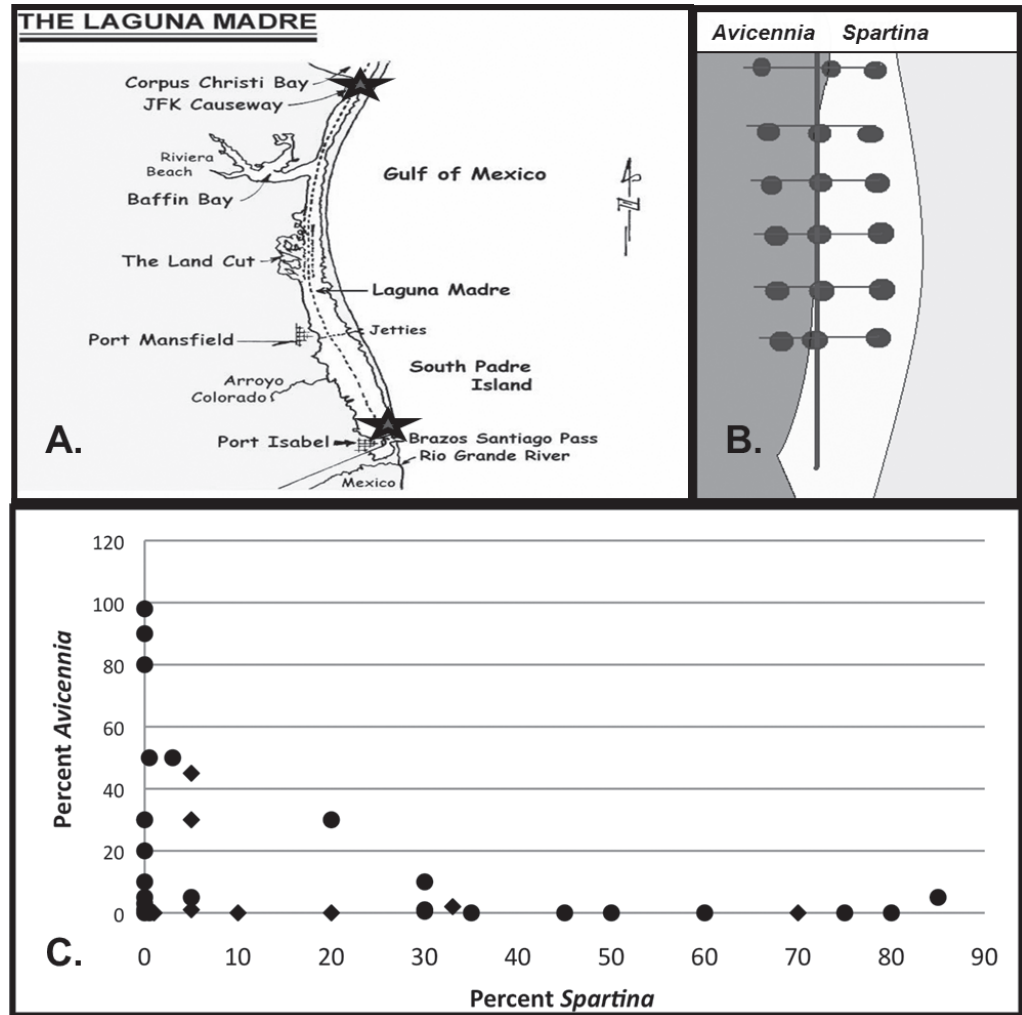 THE LAGUNA MADRE
Corpus Christi Bay
JFK Causeway
Riviera
Beach
Baffin Bay
Gulf of Mexico
N
The Land Cut
Laguna Madre
Port Mansfield
Jetties
Arroyo
Colorado
South Padre
Island
Port Isabel
Brazos Santiago Pass
Rio Grande River
Mexico
A.
Avicennia Spartina
B.
Percent Avicennia
120
100
80
60
40
20
0
0 10 20 30 40 50 60 70 80 90
Percent Spartina
C.